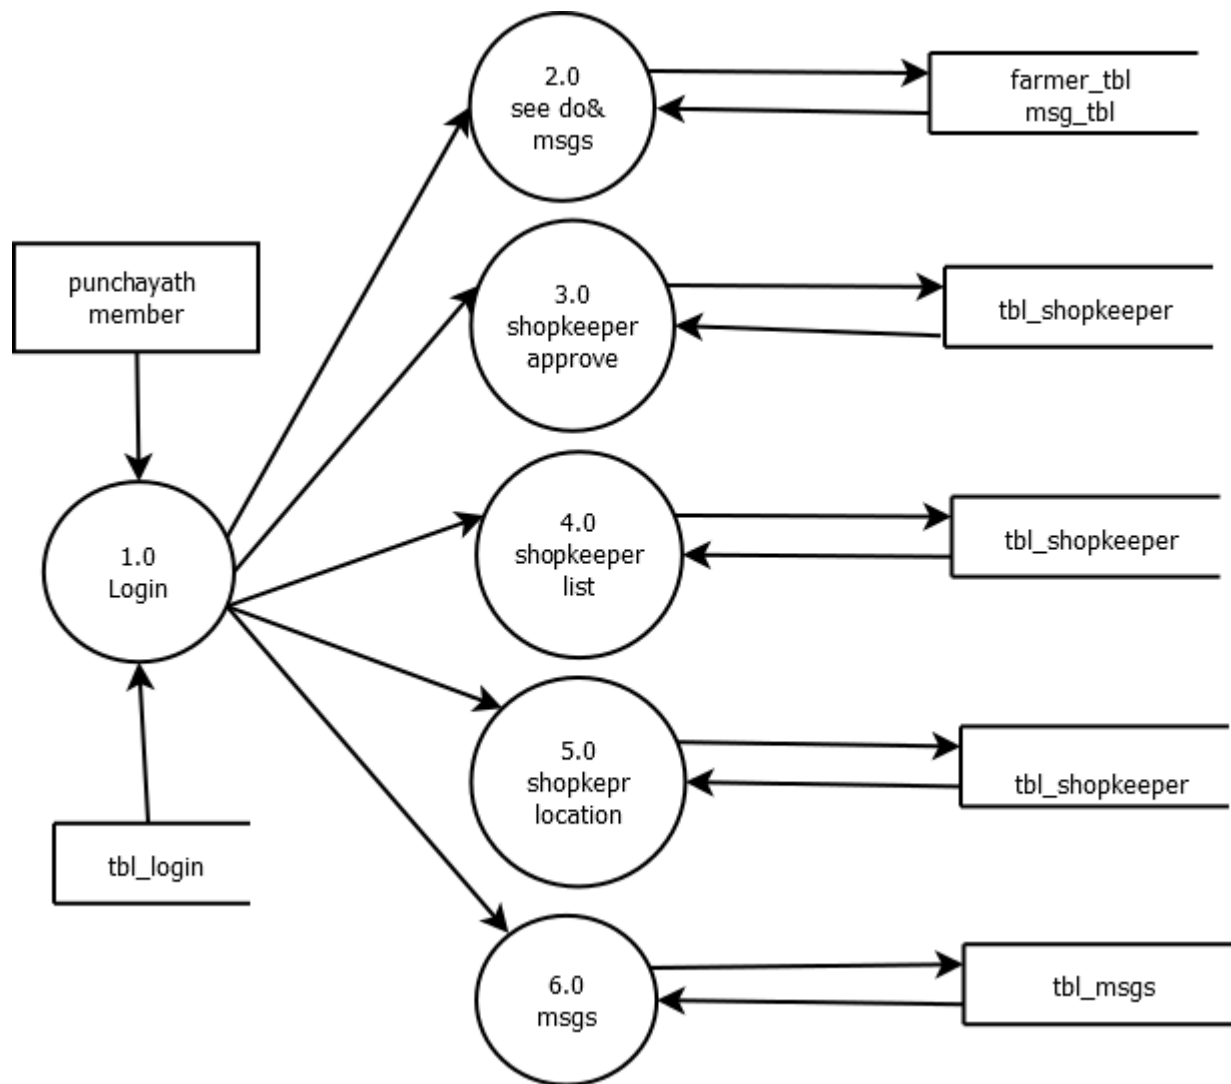 2.0
see do&
msgs
farmer_tbl
msg_tbl
punchayath
member
3.0
shopkeeper
approve
tbl_shopkeeper
1.0
Login
4.0
shopkeeper
list
tbl_shopkeeper
5.0
shopkepr
location
tbl_shopkeeper
tbl_login
6.0
msgs
tbl_msgs